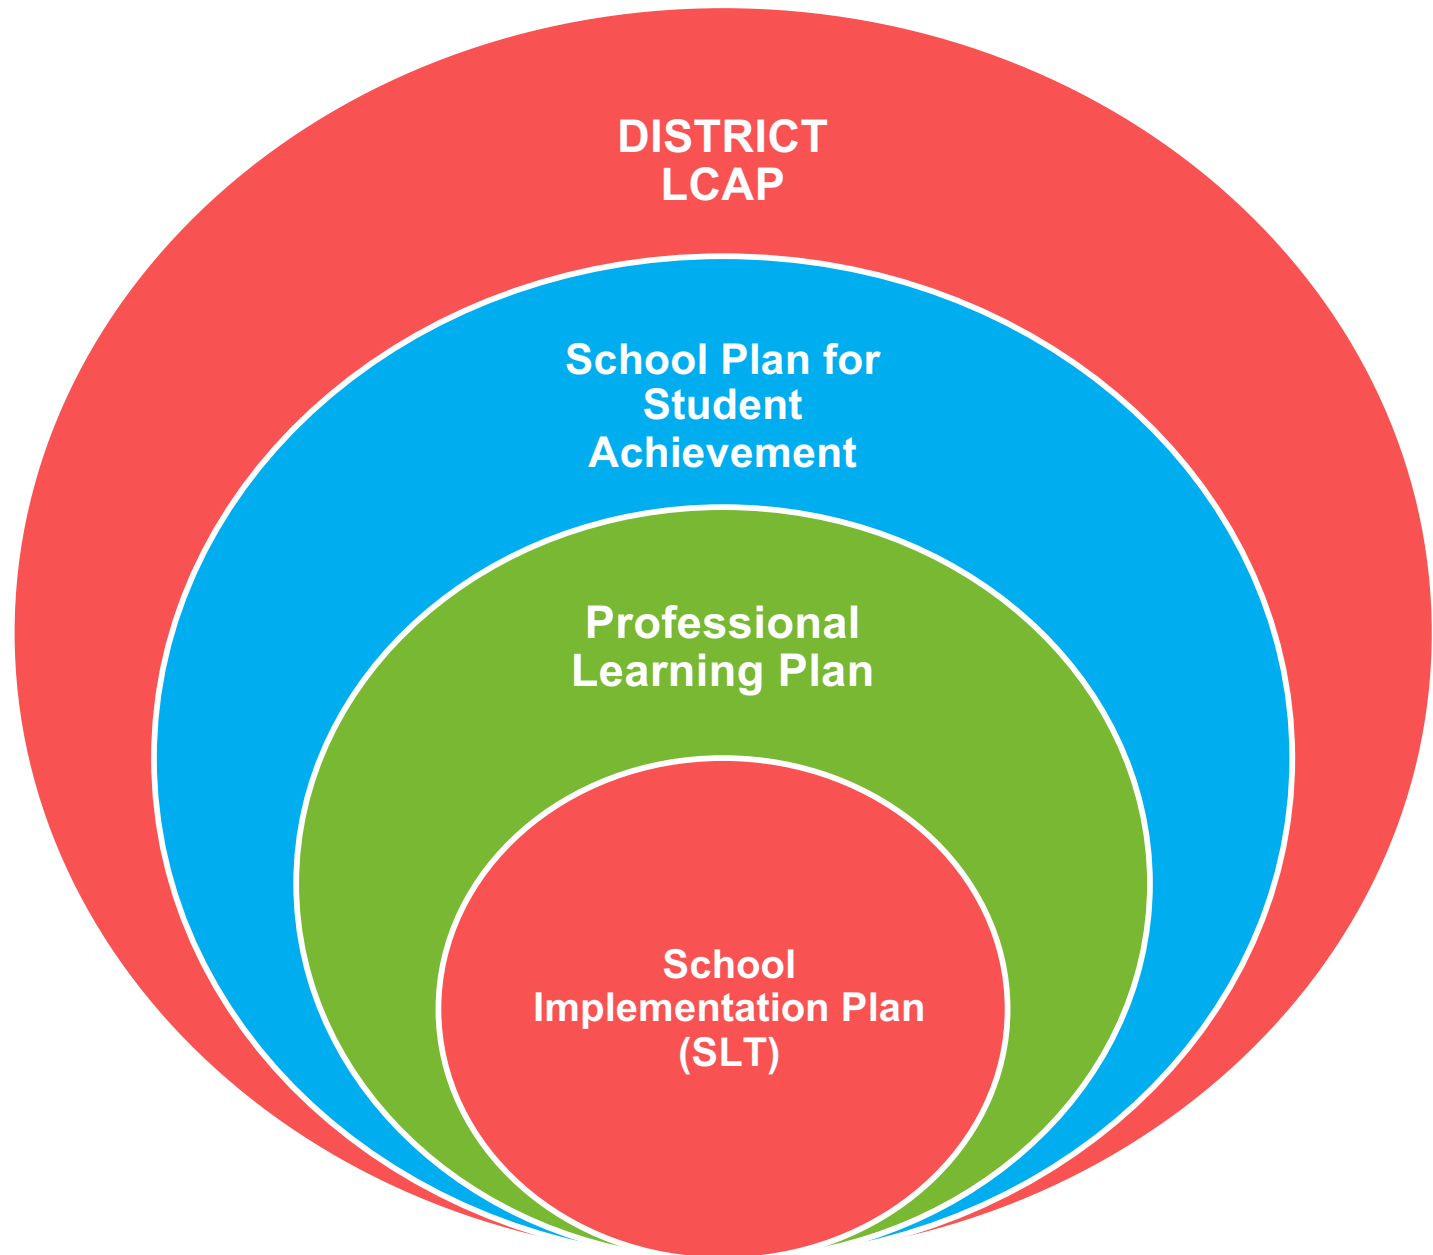 DISTRICT
LCAP
School Plan for
Student
Achievement
Professional
Learning Plan
School
Implementation Plan
(SLT)